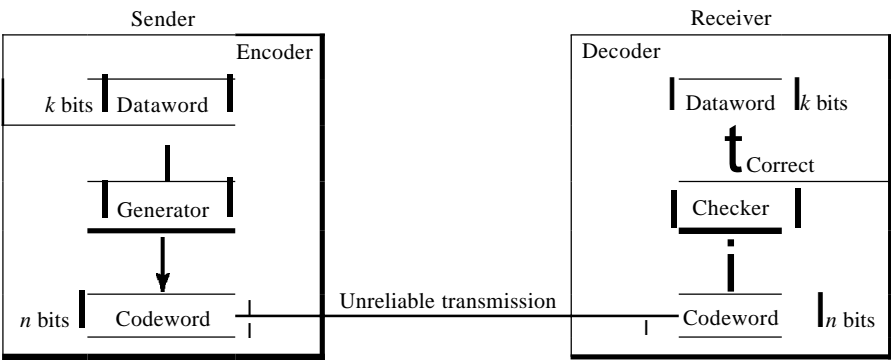 Sender
Receiver
Encoder
Decoder
k bits Dataword
Dataword k bits
t Correct
Generator
Checker
i
Unreliable transmission
n bits Codeword
Codeword n bits